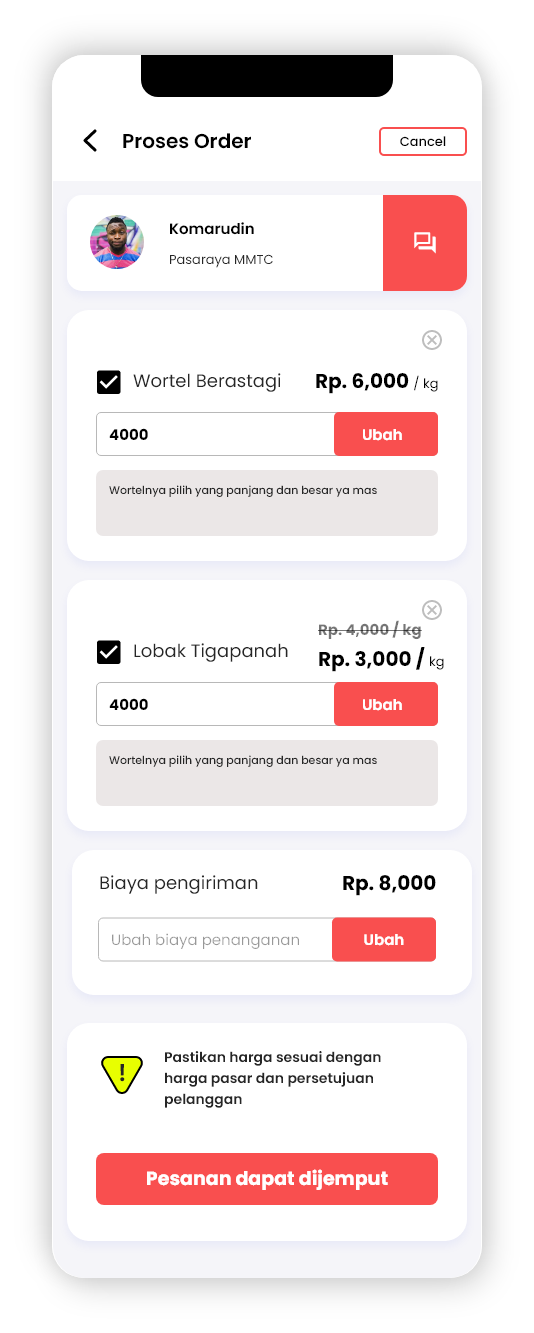 Proses Order
Cancel
Komarudin
Pasaraya MMTC
Wortel Berastagi
Rp. 6,000 / kg
4000
Ubah
Wortelnya pilih yang panjang dan besar ya mas
Rp. 4,000 / kg
Lobak Tigapanah
Rp. 3,000 / kg
4000
Ubah
Wortelnya pilih yang panjang dan besar ya mas
Biaya pengiriman
Rp. 8,000
Ubah biaya penanganan
Ubah
!
Pastikan harga sesuai dengan
harga pasar dan persetujuan
pelanggan
Pesanan dapat dijemput